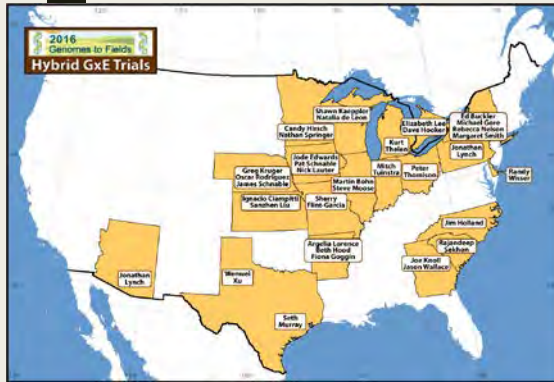 2016
Genomes to Fields
Hybrid GxE Trials
Shawn Kaeppler
Natalia de Leon
Candy Hirsch
Nathan Springer
Elizabeth Lee
Dave Hooker
Ed Buckler
Michael Gore
Rebecca Nelson
Margaret Smith
Kurt
Thelen
Jonathan
Lynch
Jode Edwards
Pat Schnable
Nick Lauter
Greg Kruger
Oscar Rodriguez
James Schnable
Mitch
Tuinstra
Peter
Thomison
Martin Bohn
Steve Moose
Randy
Wisser
Ignacio Ciampitti
Sanzhen Liu
Sherry
Flint-Garcia
Jim Holland
Argelia Lorence
Beth Hood
Fiona Goggin
Rajandeep
Sekhon
Joe Knoll
Jason Wallace
Jonathan
Lynch
Wenwei
Xu
Seth
Murray